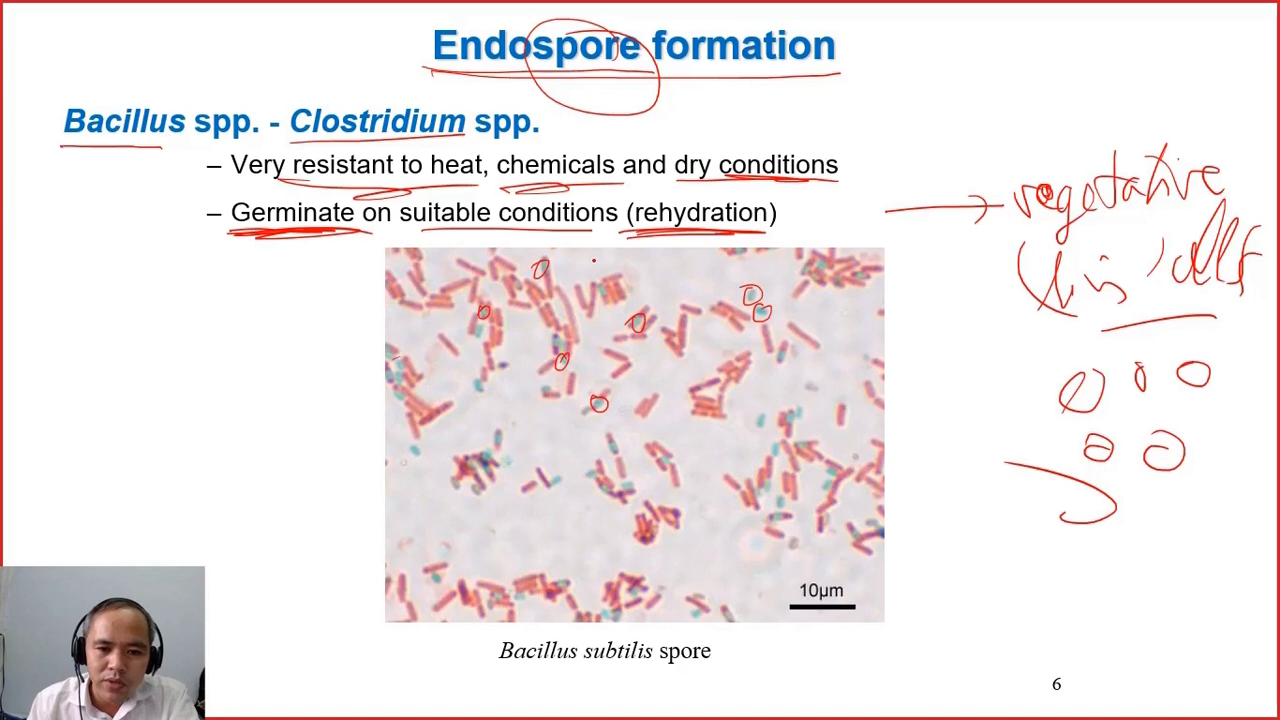 Endospore formation
Bacillus spp. - Clostridium spp.
– Very resistant to heat, chemicals and dry conditions
– Germinate on suitable conditions (rehydration)
vegetative
cells
10µm
Bacillus subtilis spore
6